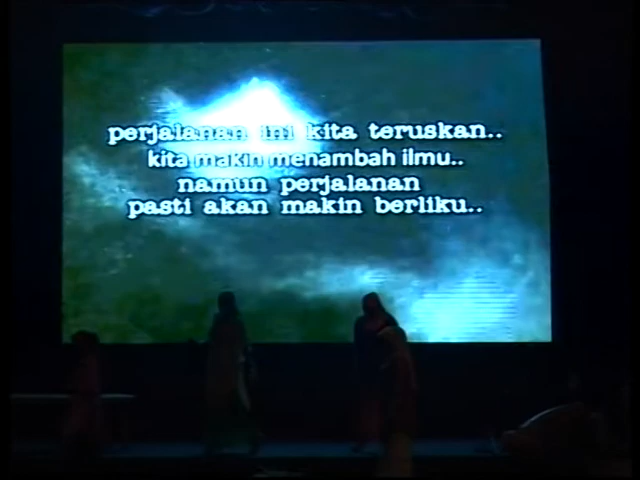 perjalanan ini kita teruskan..
kita makin menambah ilmu..
namun perjalanan
pasti akan makin berliku..